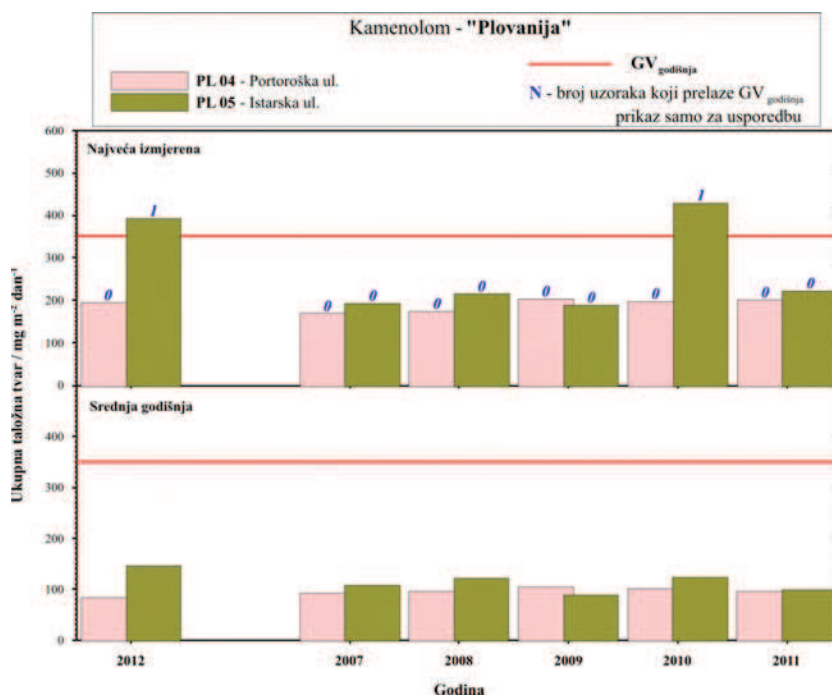 Kamenolom - "Plovanija"
PL 04 - Portoroška ul.
PL 05 - Istarska ul.
GV godišnja
N - broj uzoraka koji prelaze GV godišnja
prikaz samo za usporedbu
Ukupna taložna tvar / mg m⁻² dan⁻¹
Najveća izmjerena
600
500
400
300
200
100
0
0 1 0 0 0 0 0 0 0 1 0 0
Srednja godišnja
400
300
200
100
0
2012 2007 2008 2009 2010 2011
Godina